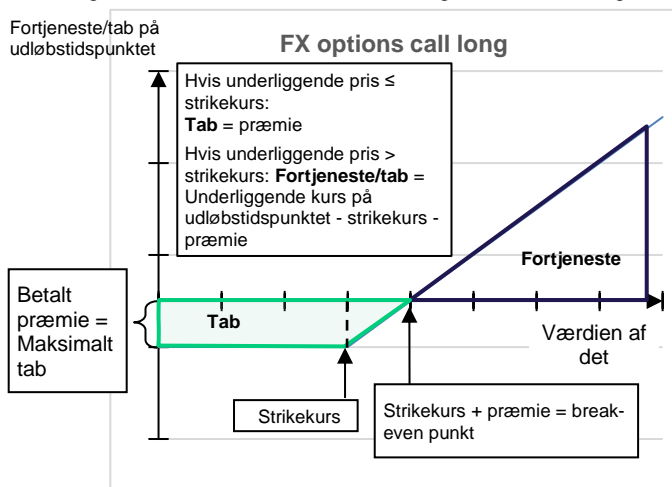 Fortjeneste/tab på
udløbstidspunktet
FX options call long
Hvis underliggende pris ≤
strikekurs:
Tab = præmie
Hvis underliggende pris >
strikekurs: Fortjeneste/tab =
Underliggende kurs på
udløbstidspunktet - strikekurs -
præmie
Fortjeneste
Betalt
præmie =
Maksimalt
tab
Tab
Værdien af
det
Strikekurs
Strikekurs + præmie = break-
even punkt